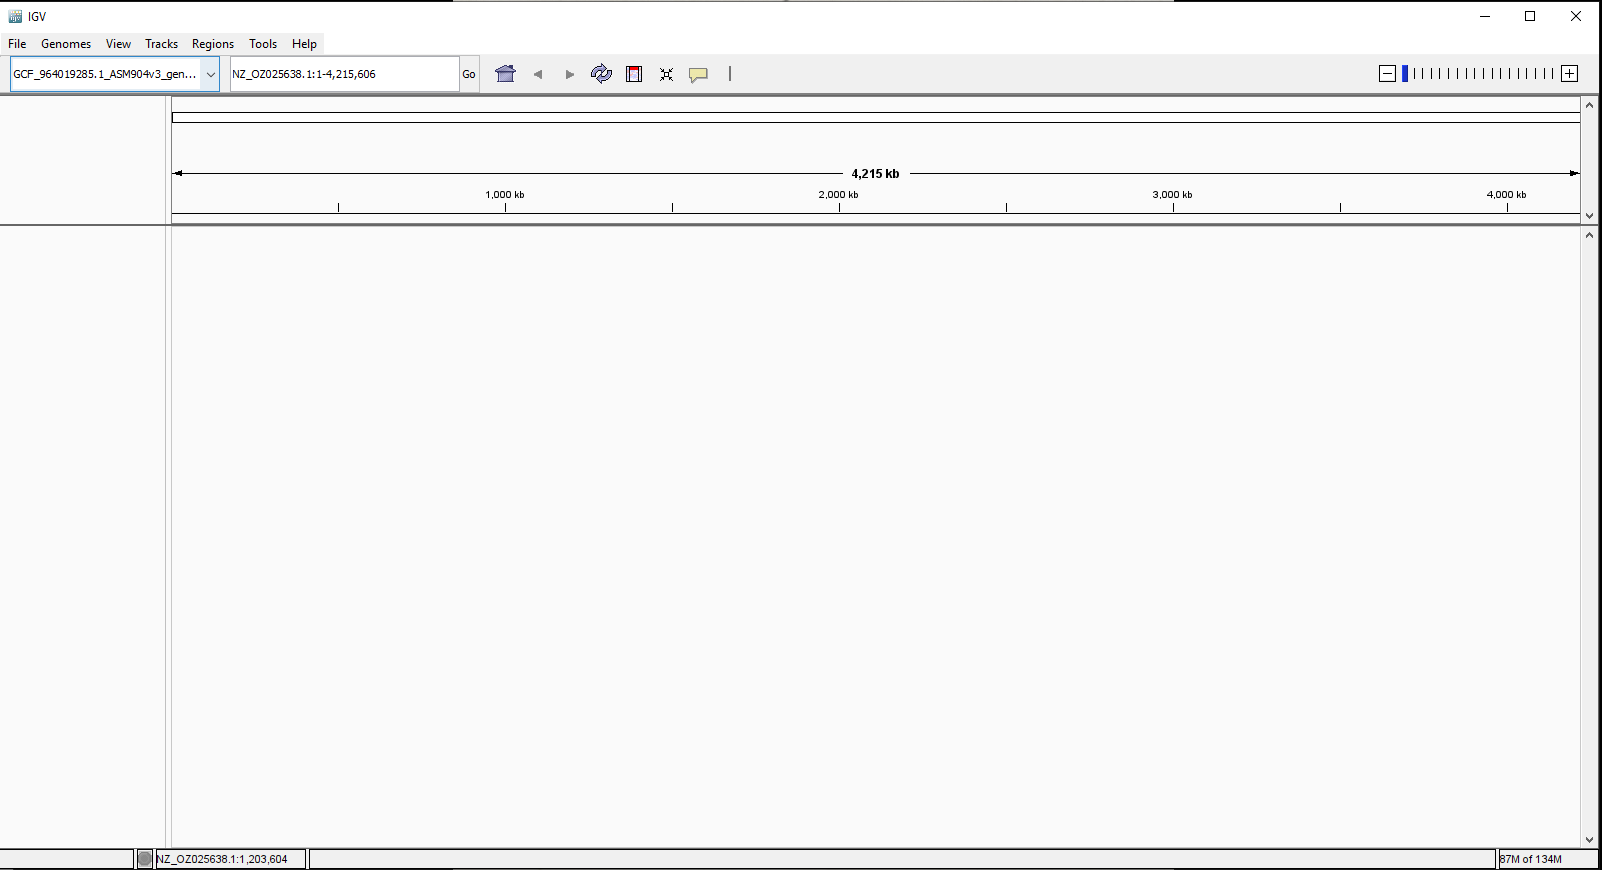 IGV
File Genomes View Tracks Regions Tools Help
GCF_964019285.1_ASM904v3_gen... NZ_OZ025638.1:1-4,215,606 Go
4,215 kb
1,000 kb 2,000 kb 3,000 kb 4,000 kb
NZ_OZ025638.1:1,203,604 87M of 134M